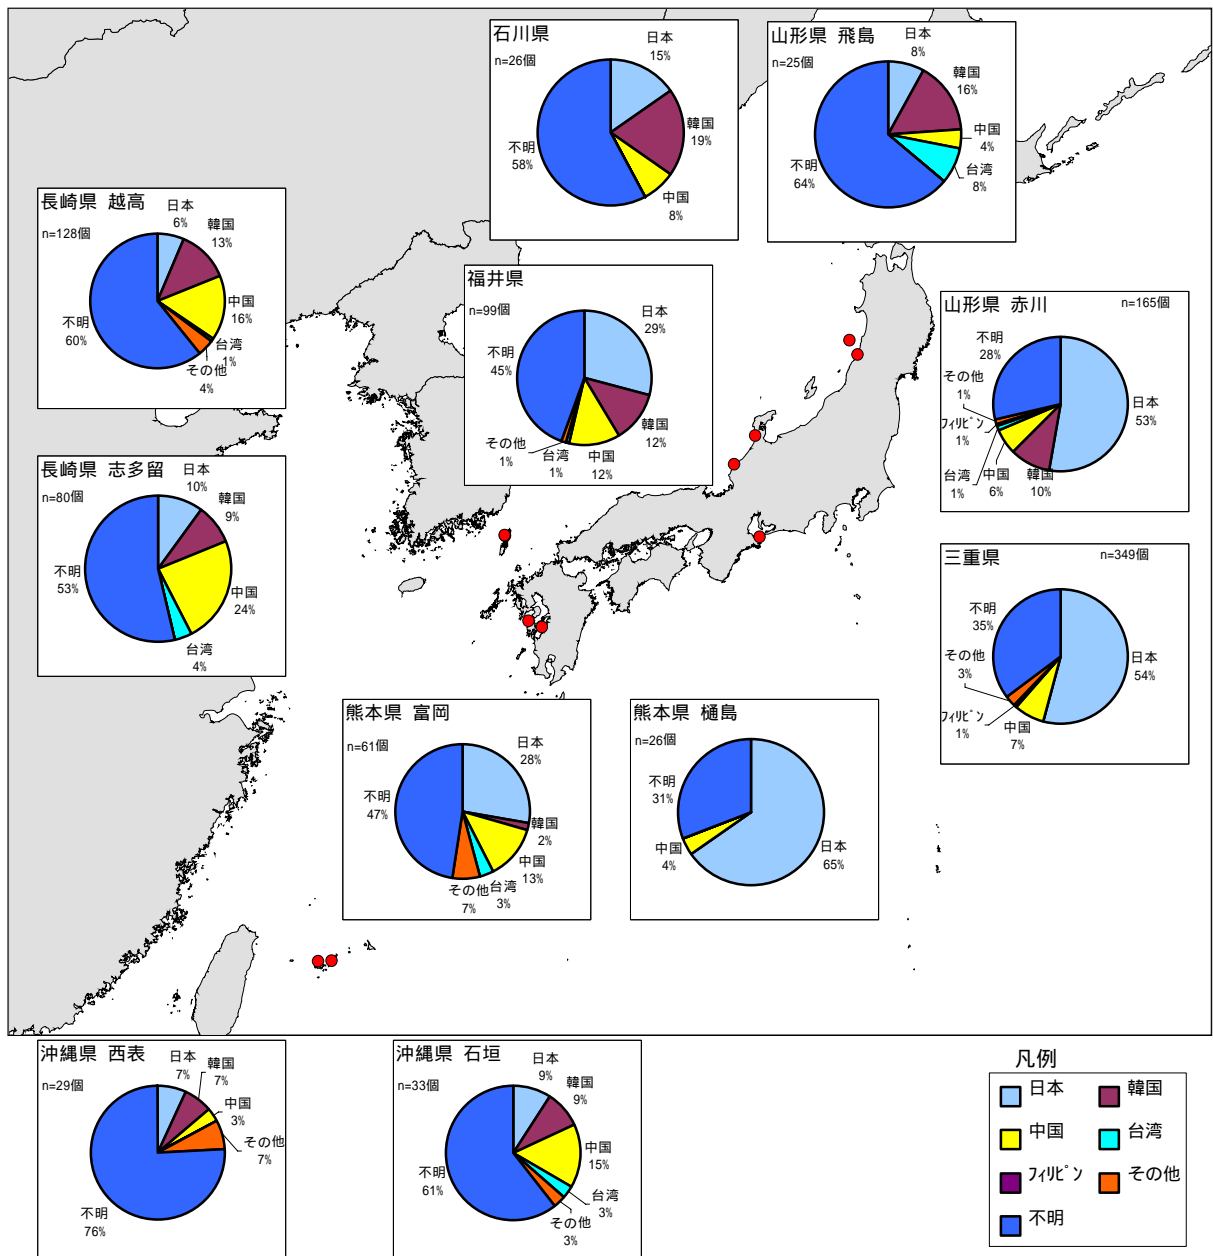 石川県
n=26個
日本
15%
韓国
19%
中国
8%
不明
58%
山形県 飛島
n=25個
日本
8%
韓国
16%
中国
4%
台湾
8%
不明
64%
長崎県 越高
n=128個
日本
6%
韓国
13%
中国
16%
台湾
1%
その他
4%
不明
60%
福井県
n=99個
日本
29%
韓国
12%
中国
12%
台湾
1%
その他
1%
不明
45%
山形県 赤川
n=165個
日本
53%
韓国
10%
中国
6%
台湾
1%
フィリピン
1%
その他
1%
不明
28%
長崎県 志多留
n=80個
日本
10%
韓国
9%
中国
24%
台湾
4%
不明
53%
三重県
n=349個
日本
54%
中国
7%
フィリピン
1%
その他
3%
不明
35%
熊本県 富岡
n=61個
日本
28%
韓国
2%
中国
13%
台湾
3%
その他
7%
不明
47%
熊本県 樋島
n=26個
日本
65%
中国
4%
不明
31%
沖縄県 西表
n=29個
日本
7%
韓国
7%
中国
3%
その他
7%
不明
76%
沖縄県 石垣
n=33個
日本
9%
韓国
9%
中国
15%
台湾
3%
その他
3%
不明
61%
凡例
日本 韓国
中国 台湾
フィリピン その他
不明